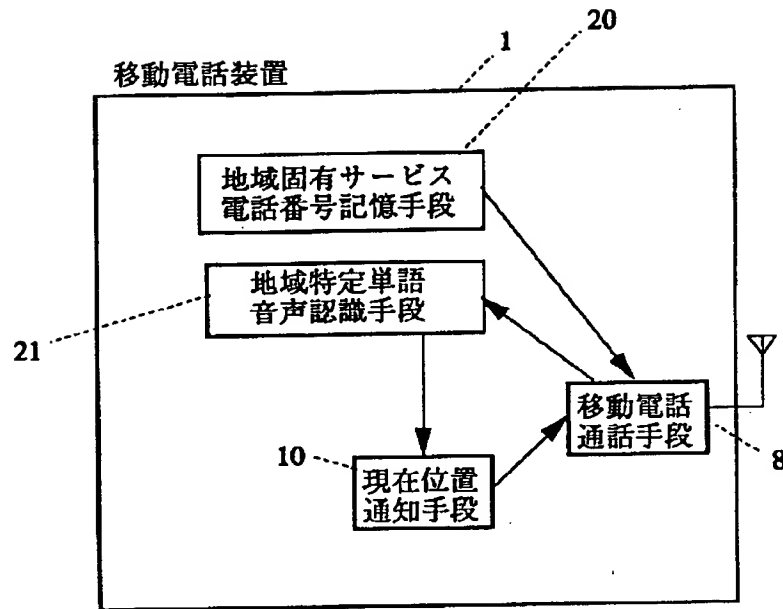 20
1
移動電話装置
地域固有サービス
電話番号記憶手段
地域特定単語
音声認識手段
21
移動電話
通話手段
8
10
現在位置
通知手段